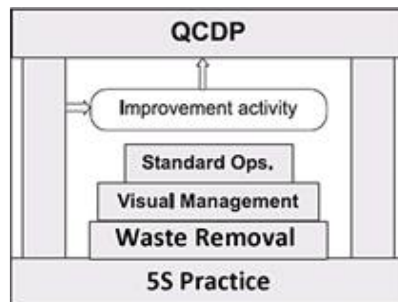 QCDP
Improvement activity
Standard Ops.
Visual Management
Waste Removal
5S Practice